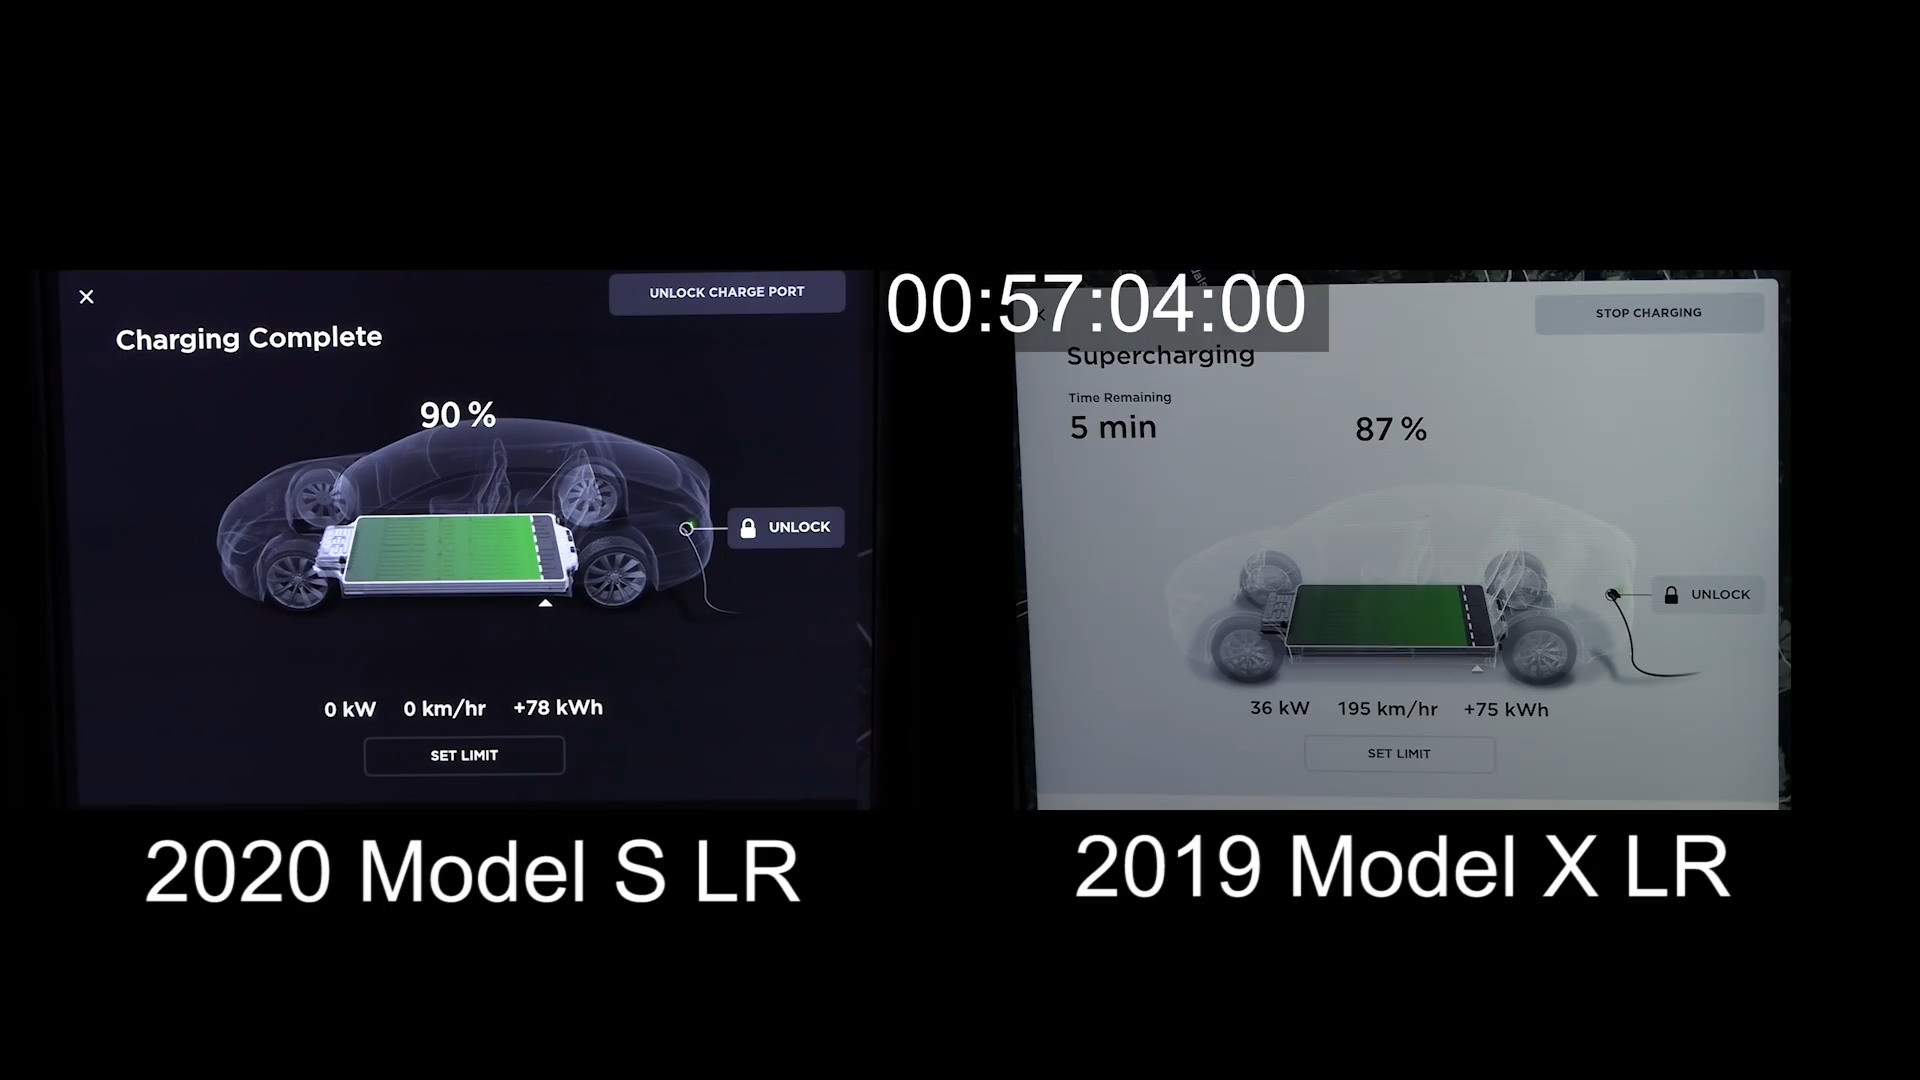 00:57:04:00
UNLOCK CHARGE PORT
Charging Complete
90 %
UNLOCK
0 kW 0 km/hr +78 kWh
SET LIMIT
2020 Model S LR
STOP CHARGING
Supercharging
Time Remaining
5 min
87 %
UNLOCK
36 kW 195 km/hr +75 kWh
SET LIMIT
2019 Model X LR